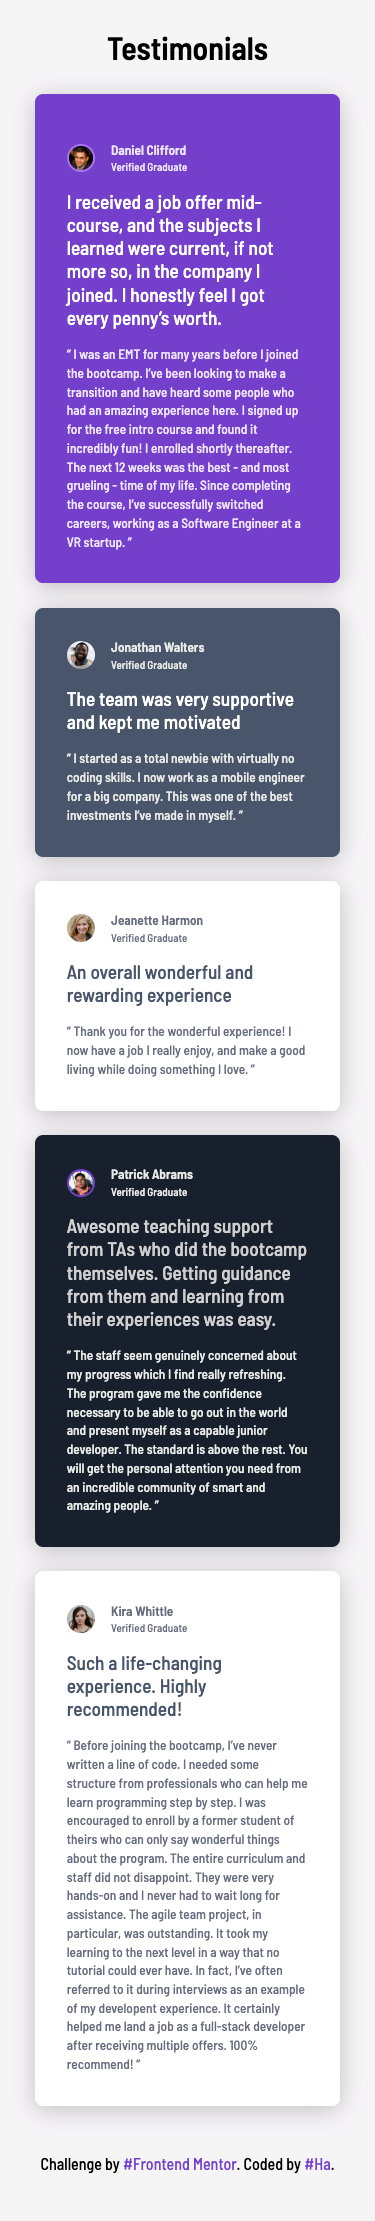 Testimonials
Daniel Clifford
Verified Graduate
I received a job offer mid-
course, and the subjects I
learned were current, if not
more so, in the company I
joined. I honestly feel I got
every penny’s worth.
“ I was an EMT for many years before I joined
the bootcamp. I’ve been looking to make a
transition and have heard some people who
had an amazing experience here. I signed up
for the free intro course and found it
incredibly fun! I enrolled shortly thereafter.
The next 12 weeks was the best - and most
grueling - time of my life. Since completing
the course, I’ve successfully switched
careers, working as a Software Engineer at a
VR startup. ”
Jonathan Walters
Verified Graduate
The team was very supportive
and kept me motivated
“ I started as a total newbie with virtually no
coding skills. I now work as a mobile engineer
for a big company. This was one of the best
investments I’ve made in myself. ”
Jeanette Harmon
Verified Graduate
An overall wonderful and
rewarding experience
“ Thank you for the wonderful experience! I
now have a job I really enjoy, and make a good
living while doing something I love. ”
Patrick Abrams
Verified Graduate
Awesome teaching support
from TAs who did the bootcamp
themselves. Getting guidance
from them and learning from
their experiences was easy.
“ The staff seem genuinely concerned about
my progress which I find really refreshing.
The program gave me the confidence
necessary to be able to go out in the world
and present myself as a capable junior
developer. The standard is above the rest. You
will get the personal attention you need from
an incredible community of smart and
amazing people. ”
Kira Whittle
Verified Graduate
Such a life-changing
experience. Highly
recommended!
“ Before joining the bootcamp, I’ve never
written a line of code. I needed some
structure from professionals who can help me
learn programming step by step. I was
encouraged to enroll by a former student of
theirs who can only say wonderful things
about the program. The entire curriculum and
staff did not disappoint. They were very
hands-on and I never had to wait long for
assistance. The agile team project, in
particular, was outstanding. It took my
learning to the next level in a way that no
tutorial could ever have. In fact, I’ve often
referred to it during interviews as an example
of my developent experience. It certainly
helped me land a job as a full-stack developer
after receiving multiple offers. 100%
recommend! ”
Challenge by #Frontend Mentor. Coded by #Ha.